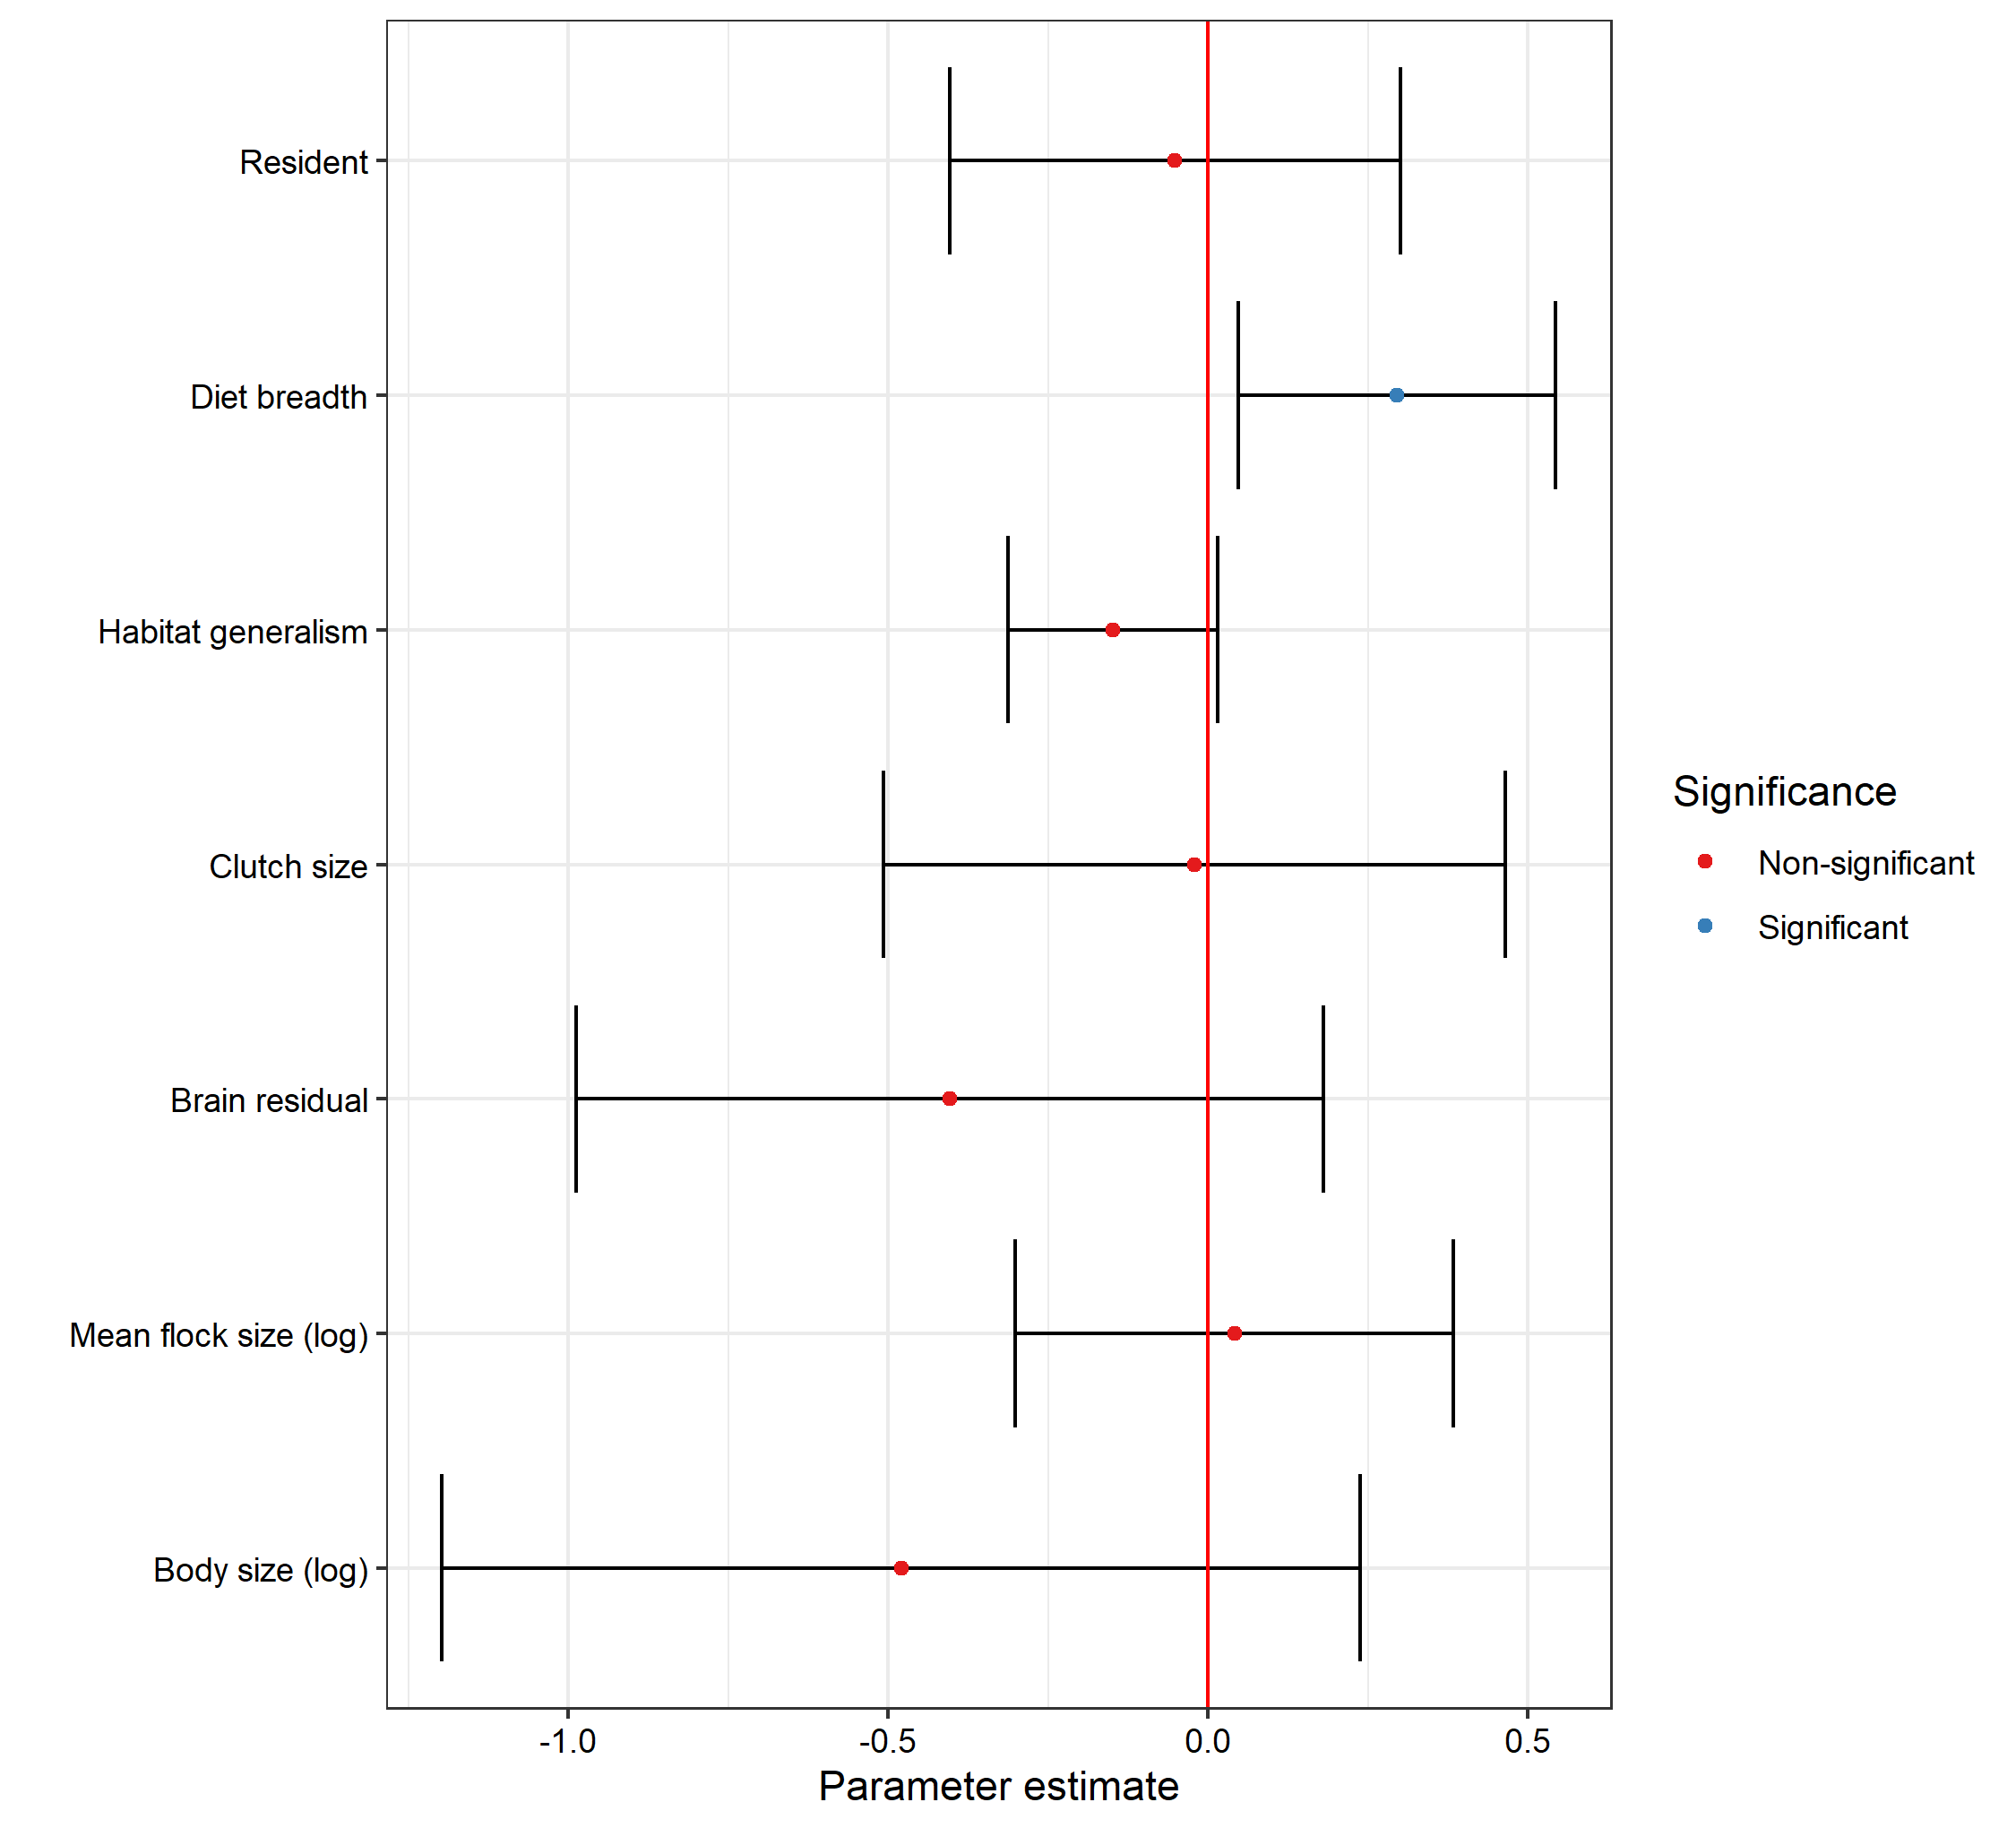 Resident
Diet breadth
Habitat generalism
Clutch size
Brain residual
Mean flock size (log)
Body size (log)
-1.0
-0.5
0.0
0.5
Parameter estimate
Significance
Non-significant
Significant